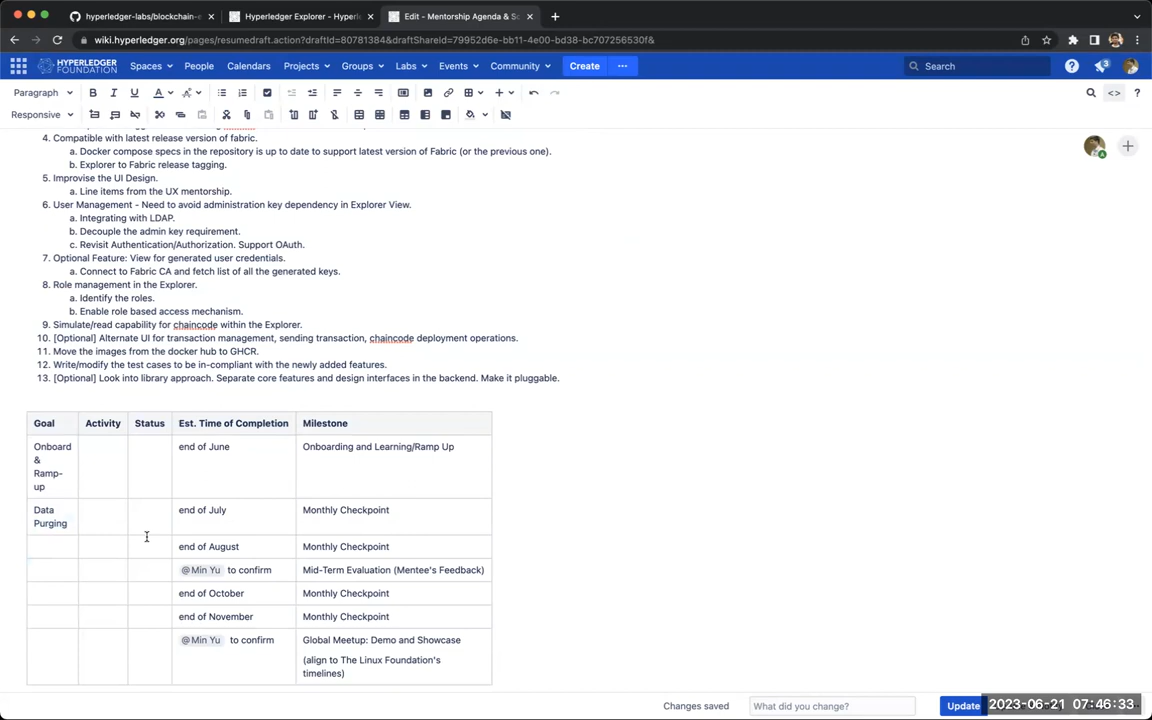 hyperledger-labs/blockchain-e
Hyperledger Explorer - Hyperle
Edit - Mentorship Agenda & Sc
wiki.hyperledger.org/pages/resumedraft.action?draftId=80781384&draftShareId=79952d6e-bb11-4e00-bd38-bc707256530f&
HYPERLEDGER FOUNDATION Spaces People Calendars Projects Groups Labs Events Community Create Search 3
Paragraph B I U A
Responsive
4. Compatible with latest release version of fabric.
a. Docker compose specs in the repository is up to date to support latest version of Fabric (or the previous one).
b. Explorer to Fabric release tagging.
5. Improvise the UI Design.
a. Line items from the UX mentorship.
6. User Management - Need to avoid administration key dependency in Explorer View.
a. Integrating with LDAP.
b. Decouple the admin key requirement.
c. Revisit Authentication/Authorization. Support OAuth.
7. Optional Feature: View for generated user credentials.
a. Connect to Fabric CA and fetch list of all the generated keys.
8. Role management in the Explorer.
a. Identify the roles.
b. Enable role based access mechanism.
9. Simulate/read capability for chaincode within the Explorer.
10. [Optional] Alternate UI for transaction management, sending transaction, chaincode deployment operations.
11. Move the images from the docker hub to GHCR.
12. Write/modify the test cases to be in-compliant with the newly added features.
13. [Optional] Look into library approach. Separate core features and design interfaces in the backend. Make it pluggable.
Goal Activity Status Est. Time of Completion Milestone
Onboard
&
Ramp-
up
end of June Onboarding and Learning/Ramp Up
Data
Purging
end of July Monthly Checkpoint
end of August Monthly Checkpoint
@Min Yu to confirm Mid-Term Evaluation (Mentee's Feedback)
end of October Monthly Checkpoint
end of November Monthly Checkpoint
@Min Yu to confirm Global Meetup: Demo and Showcase
(align to The Linux Foundation's
timelines)
Changes saved What did you change? Update 2023-06-21 07:46:33